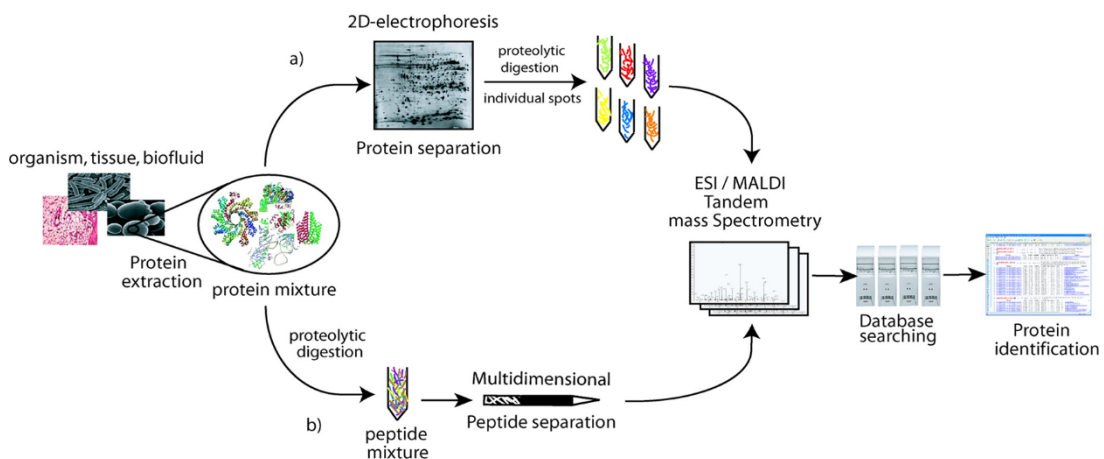 2D-electrophoresis
a)
proteolytic
digestion
individual spots
Protein separation
organism, tissue, biofluid
Protein
extraction
protein mixture
ESI / MALDI
Tandem
mass Spectrometry
Database
searching
Protein
identification
proteolytic
digestion
b)
peptide
mixture
Multidimensional
Peptide separation